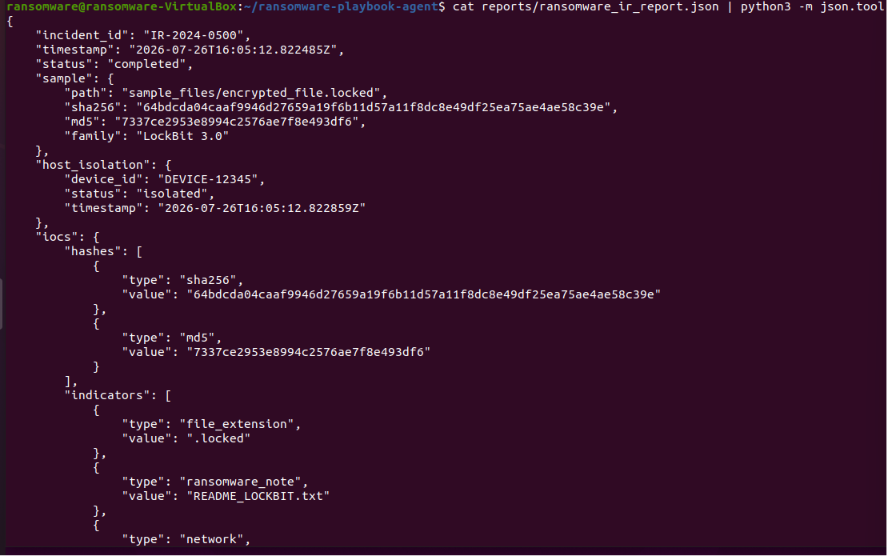 ransomware@ransomware-VirtualBox:~/ransomware-playbook-agent$ cat reports/ransomware_ir_report.json | python3 -m json.tool
{
    "incident_id": "IR-2024-0500",
    "timestamp": "2026-07-26T16:05:12.822485Z",
    "status": "completed",
    "sample": {
        "path": "sample_files/encrypted_file.locked",
        "sha256": "64bdcda04caaf9946d27659a19f6b11d57a11f8dc8e49df25ea75ae4ae58c39e",
        "md5": "7337ce2953e8994c2576ae7f8e493df6",
        "family": "LockBit 3.0"
    },
    "host_isolation": {
        "device_id": "DEVICE-12345",
        "status": "isolated",
        "timestamp": "2026-07-26T16:05:12.822859Z"
    },
    "iocs": {
        "hashes": [
            {
                "type": "sha256",
                "value": "64bdcda04caaf9946d27659a19f6b11d57a11f8dc8e49df25ea75ae4ae58c39e"
            },
            {
                "type": "md5",
                "value": "7337ce2953e8994c2576ae7f8e493df6"
            }
        ],
        "indicators": [
            {
                "type": "file_extension",
                "value": ".locked"
            },
            {
                "type": "ransomware_note",
                "value": "README_LOCKBIT.txt"
            },
            {
                "type": "network",